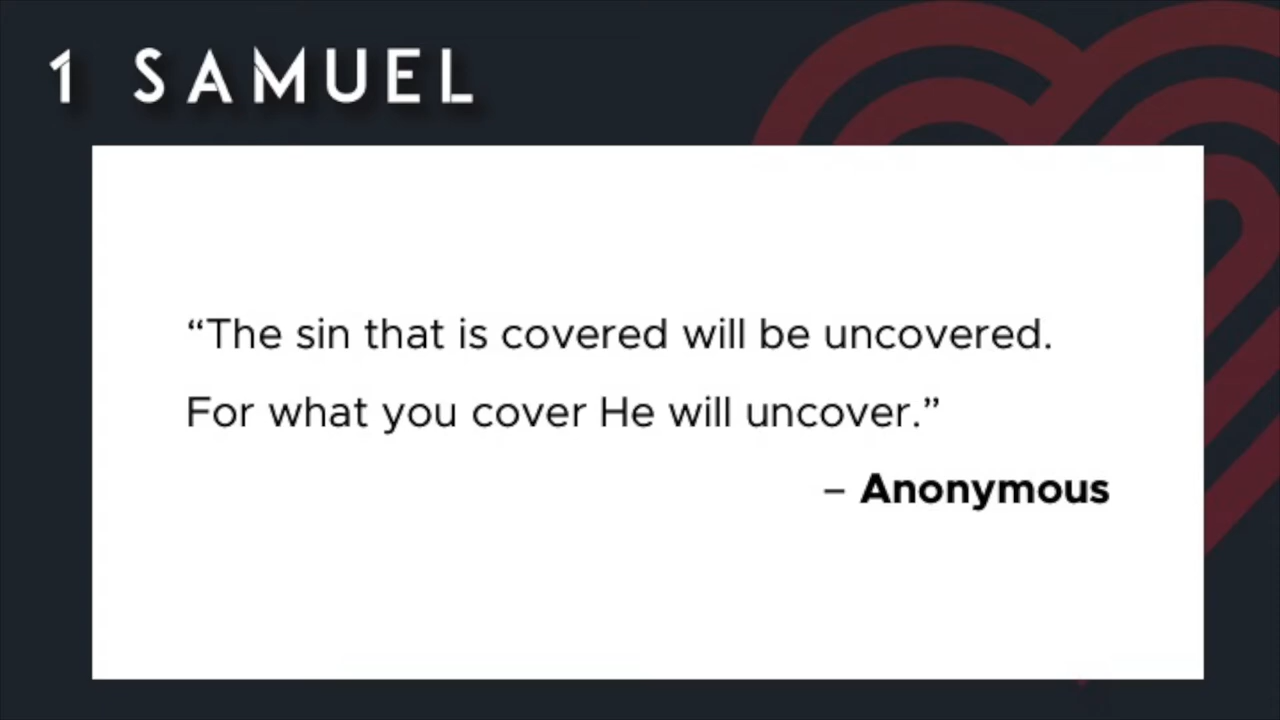 1 SAMUEL
“The sin that is covered will be uncovered.
For what you cover He will uncover.”
– Anonymous